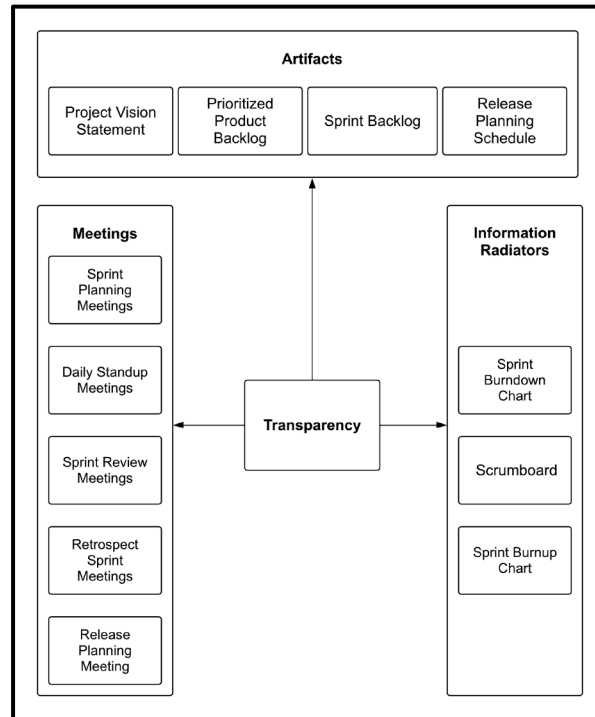 Artifacts
Project Vision
Statement
Prioritized
Product
Backlog
Sprint Backlog
Release
Planning
Schedule
Meetings
Sprint
Planning
Meetings
Daily Standup
Meetings
Sprint Review
Meetings
Retrospect
Sprint
Meetings
Release
Planning
Meeting
Transparency
Information
Radiators
Sprint
Burndown
Chart
Scrumboard
Sprint Burnup
Chart